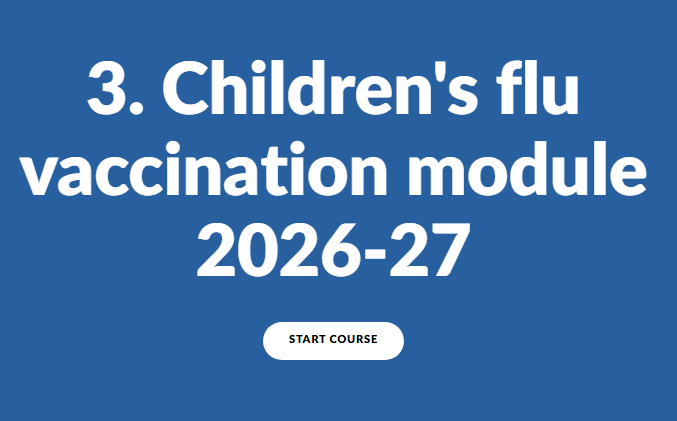 3. Children's flu
vaccination module
2026-27
START COURSE